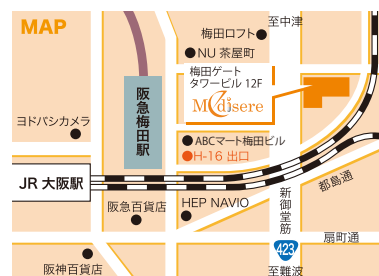 MAP
至中津
梅田ロフト
NU 茶屋町
梅田ゲート
タワービル 12F
Modisere
阪急梅田駅
ヨドバシカメラ
ABCマート梅田ビル
H-16 出口
JR 大阪駅
都島通
阪急百貨店
HEP NAVIO
新御堂筋
扇町通
423
阪神百貨店
至難波